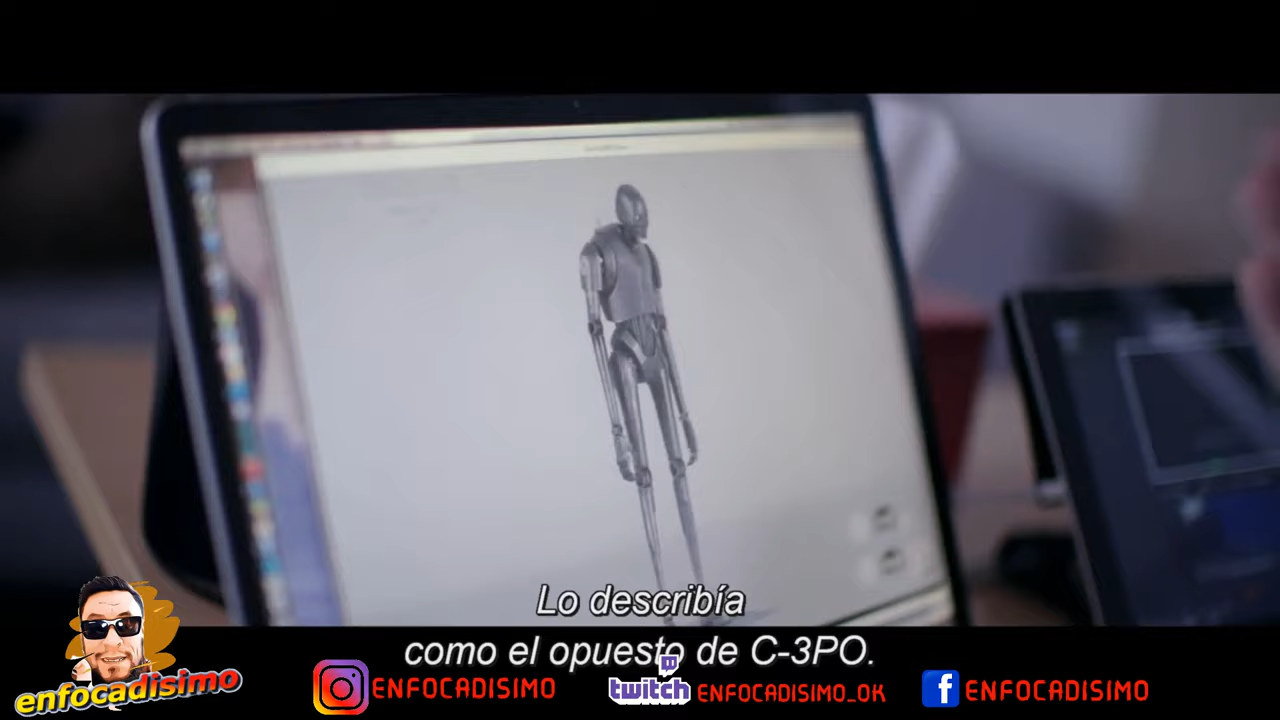 Lo describía
como el opuesto de C-3PO.
enfocadisimo
ENFOCADISIMO
twitch ENFOCADISIMO_OK
ENFOCADISIMO